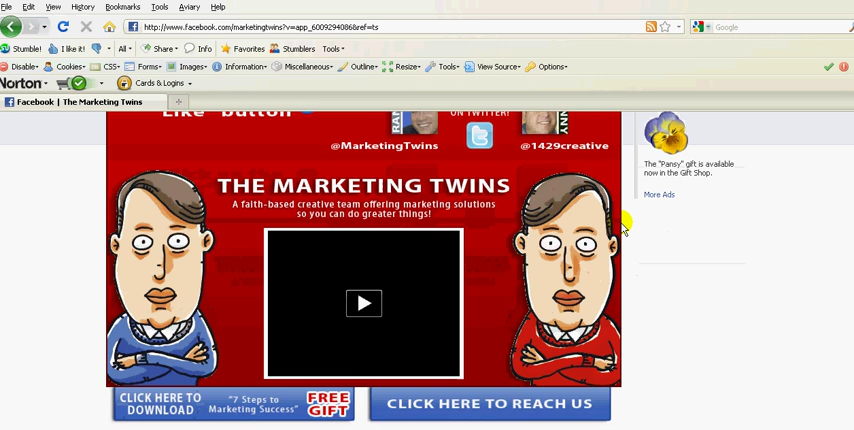 File Edit View History Bookmarks Tools Aviary Help
http://www.facebook.com/marketingtwins?v=app_6009294086&ref=ts
Google
Stumble! I like it! All Share Info Favorites Stumblers Tools
Disable Cookies CSS Forms Images Information Miscellaneous Outline Resize Tools View Source Options
Norton Cards & Logins
Facebook | The Marketing Twins
Like button
ON TWITTER!
@MarketingTwins @1429creative
THE MARKETING TWINS
A faith-based creative team offering marketing solutions
so you can do greater things!
The "Pansy" gift is available
now in the Gift Shop.
More Ads
CLICK HERE TO
DOWNLOAD
"7 Steps to
Marketing Success"
FREE
GIFT
CLICK HERE TO REACH US